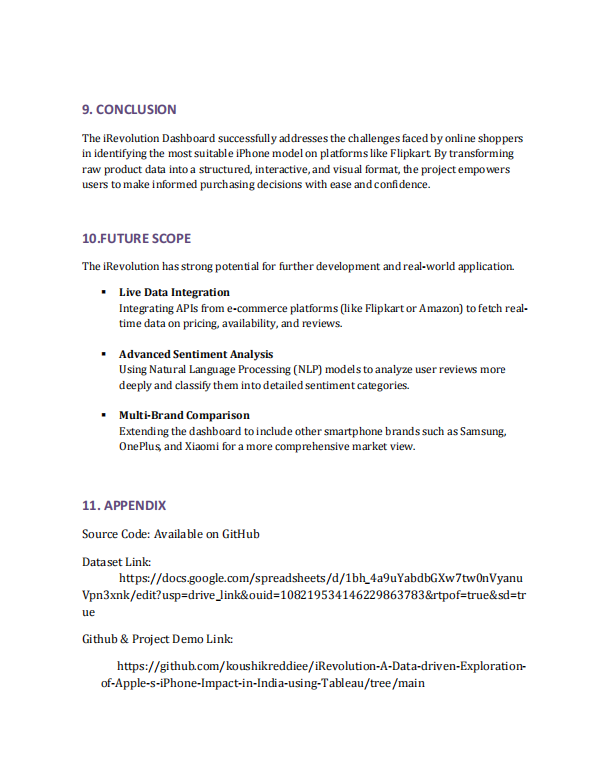 9. CONCLUSION
The iRevolution Dashboard successfully addresses the challenges faced by online shoppers
in identifying the most suitable iPhone model on platforms like Flipkart. By transforming
raw product data into a structured, interactive, and visual format, the project empowers
users to make informed purchasing decisions with ease and confidence.
10.FUTURE SCOPE
The iRevolution has strong potential for further development and real-world application.
▪ Live Data Integration
Integrating APIs from e-commerce platforms (like Flipkart or Amazon) to fetch real-
time data on pricing, availability, and reviews.
▪ Advanced Sentiment Analysis
Using Natural Language Processing (NLP) models to analyze user reviews more
deeply and classify them into detailed sentiment categories.
▪ Multi-Brand Comparison
Extending the dashboard to include other smartphone brands such as Samsung,
OnePlus, and Xiaomi for a more comprehensive market view.
11. APPENDIX
Source Code: Available on GitHub
Dataset Link:
https://docs.google.com/spreadsheets/d/1bh_4a9uYabdbGXw7tw0nVyanu
Vpn3xnk/edit?usp=drive_link&ouid=108219534146229863783&rtpof=true&sd=tr
ue
Github & Project Demo Link:
https://github.com/koushikreddiee/iRevolution-A-Data-driven-Exploration-
of-Apple-s-iPhone-Impact-in-India-using-Tableau/tree/main